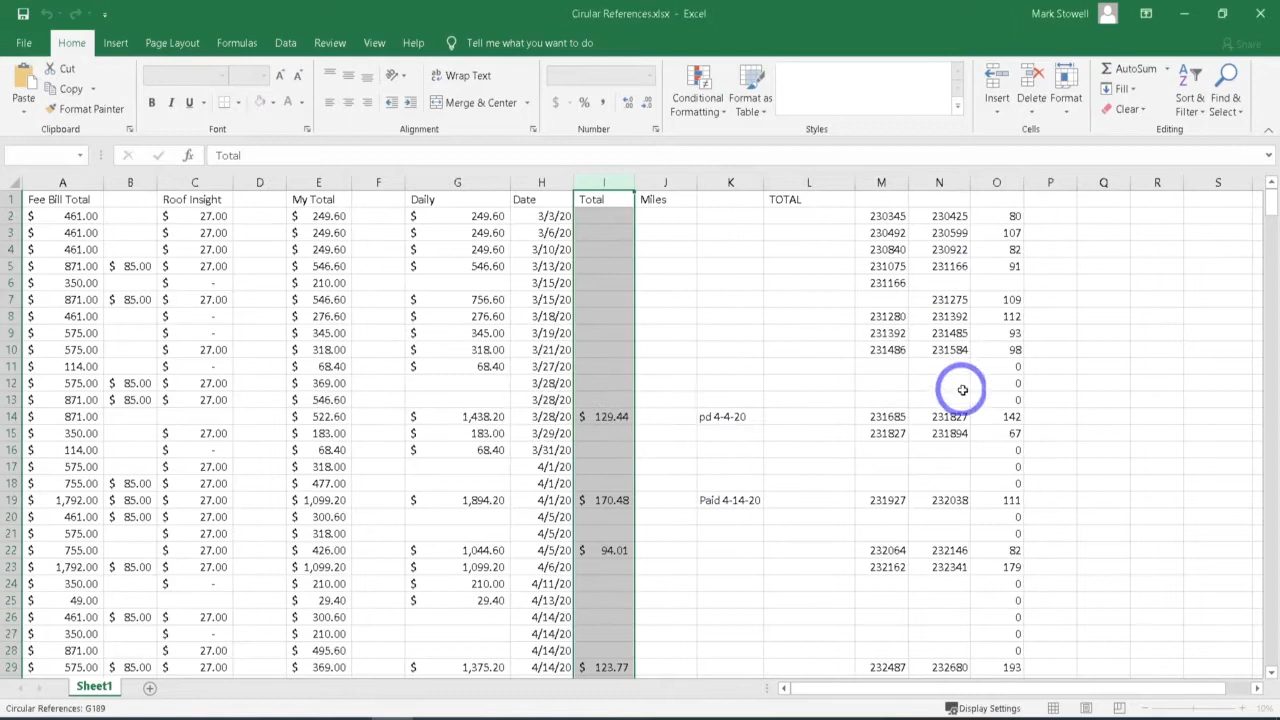 Circular References.xlsx - Excel
Mark Stowell
File Home Insert Page Layout Formulas Data Review View Help Tell me what you want to do Share
Paste
Cut
Copy
Format Painter
Clipboard
B I U
Font
Wrap Text
Merge & Center
Alignment
$ % ,
Number
Conditional Formatting
Format as Table
Styles
Insert
Delete
Format
Cells
AutoSum
Fill
Clear
Sort & Filter
Find & Select
Editing
fx Total
A B C D E F G H I J K L M N O P Q R S
1 Fee Bill Total Roof Insight My Total Daily Date Total Miles TOTAL
2 $ 461.00 $ 27.00 $ 249.60 $ 249.60 3/3/20 230345 230425 80
3 $ 461.00 $ 27.00 $ 249.60 $ 249.60 3/6/20 230492 230599 107
4 $ 461.00 $ 27.00 $ 249.60 $ 249.60 3/10/20 230840 230922 82
5 $ 871.00 $ 85.00 $ 27.00 $ 546.60 $ 546.60 3/13/20 231075 231166 91
6 $ 350.00 $ - $ 210.00 3/15/20 231166
7 $ 871.00 $ 85.00 $ 27.00 $ 546.60 $ 756.60 3/15/20 231275 109
8 $ 461.00 $ - $ 276.60 $ 276.60 3/18/20 231280 231392 112
9 $ 575.00 $ - $ 345.00 $ 345.00 3/19/20 231392 231485 93
10 $ 575.00 $ 27.00 $ 318.00 $ 318.00 3/21/20 231486 231584 98
11 $ 114.00 $ - $ 68.40 $ 68.40 3/27/20 0
12 $ 575.00 $ 85.00 $ 27.00 $ 369.00 3/28/20 0
13 $ 871.00 $ 85.00 $ 27.00 $ 546.60 3/28/20 0
14 $ 871.00 $ 522.60 $ 1,438.20 3/28/20 $ 129.44 pd 4-4-20 231685 231827 142
15 $ 350.00 $ 27.00 $ 183.00 $ 183.00 3/29/20 231827 231894 67
16 $ 114.00 $ - $ 68.40 $ 68.40 3/31/20 0
17 $ 575.00 $ 27.00 $ 318.00 4/1/20 0
18 $ 755.00 $ 85.00 $ 27.00 $ 477.00 4/1/20 0
19 $ 1,792.00 $ 85.00 $ 27.00 $ 1,099.20 $ 1,894.20 4/1/20 $ 170.48 Paid 4-14-20 231927 232038 111
20 $ 461.00 $ 85.00 $ 27.00 $ 300.60 4/5/20 0
21 $ 575.00 $ 27.00 $ 318.00 4/5/20 0
22 $ 755.00 $ 27.00 $ 426.00 $ 1,044.60 4/5/20 $ 94.01 232064 232146 82
23 $ 1,792.00 $ 85.00 $ 27.00 $ 1,099.20 $ 1,099.20 4/6/20 232162 232341 179
24 $ 350.00 $ - $ 210.00 $ 210.00 4/11/20 0
25 $ 49.00 $ 29.40 $ 29.40 4/13/20 0
26 $ 461.00 $ 85.00 $ 27.00 $ 300.60 4/14/20 0
27 $ 350.00 $ - $ 210.00 4/14/20 0
28 $ 871.00 $ 27.00 $ 495.60 4/14/20 0
29 $ 575.00 $ 85.00 $ 27.00 $ 369.00 $ 1,375.20 4/14/20 $ 123.77 232487 232680 193
Sheet1
Circular References: G189 Display Settings 10%